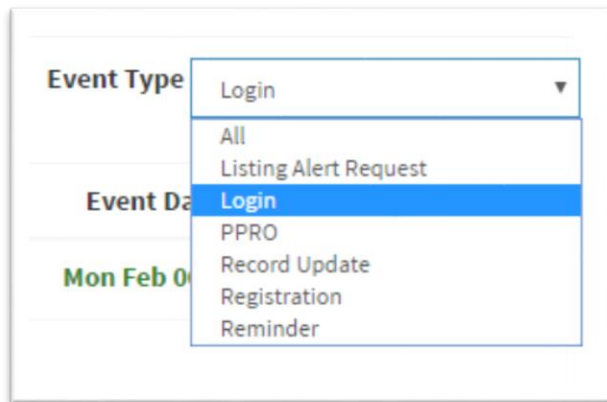 Event Type Login
All
Listing Alert Request
Event Da Login
PPRO
Mon Feb 0 Record Update
Registration
Reminder